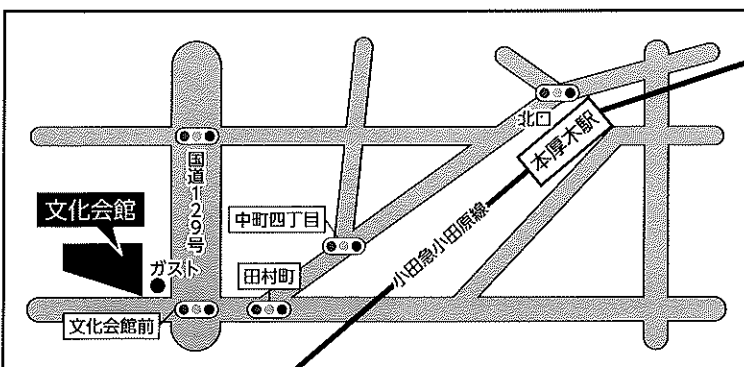 北口
本厚木駅
国道129号
文化会館
中町四丁目
小田急小田原線
ガスト
田村町
文化会館前